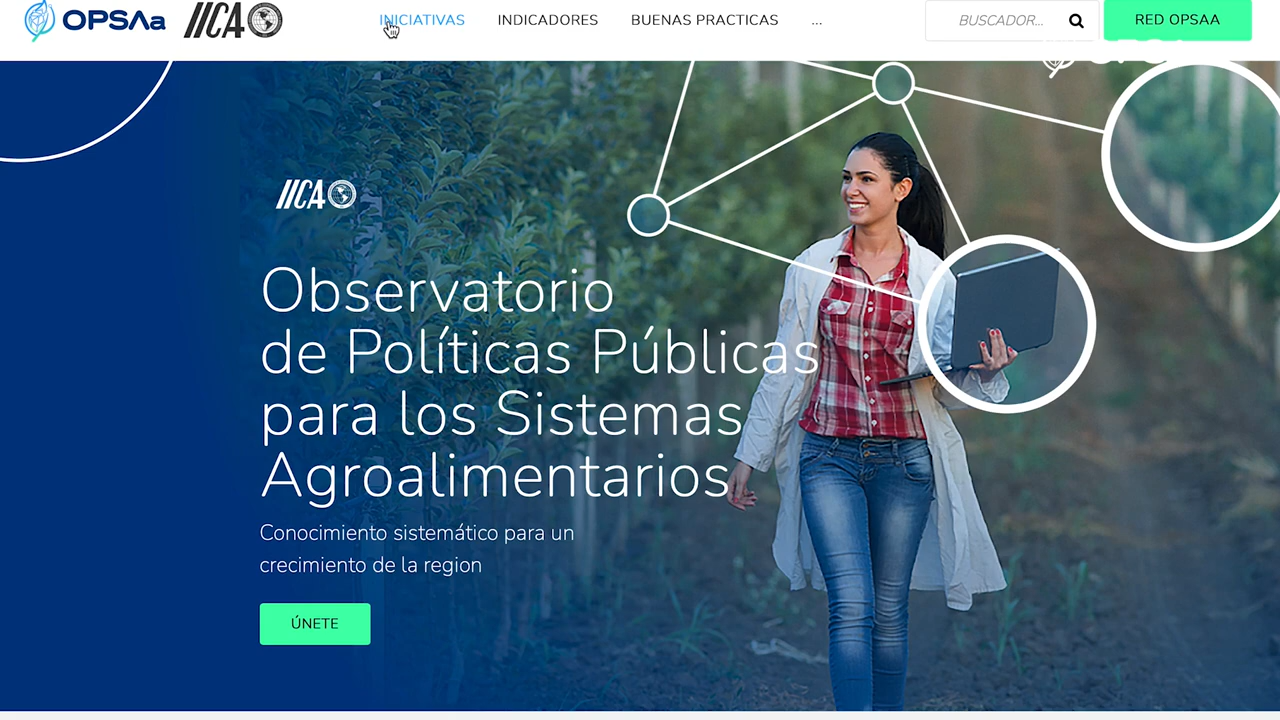 OPSAa
IICA
INICIATIVAS
INDICADORES
BUENAS PRACTICAS
...
BUSCADOR...
RED OPSAA
IICA
Observatorio
de Políticas Públicas
para los Sistemas
Agroalimentarios
Conocimiento sistemático para un
crecimiento de la region
ÚNETE